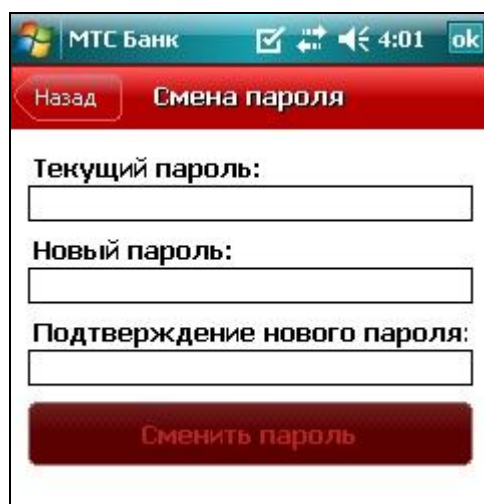 МТС Банк 4:01 ok
Назад Смена пароля
Текущий пароль:
Новый пароль:
Подтверждение нового пароля:
Сменить пароль